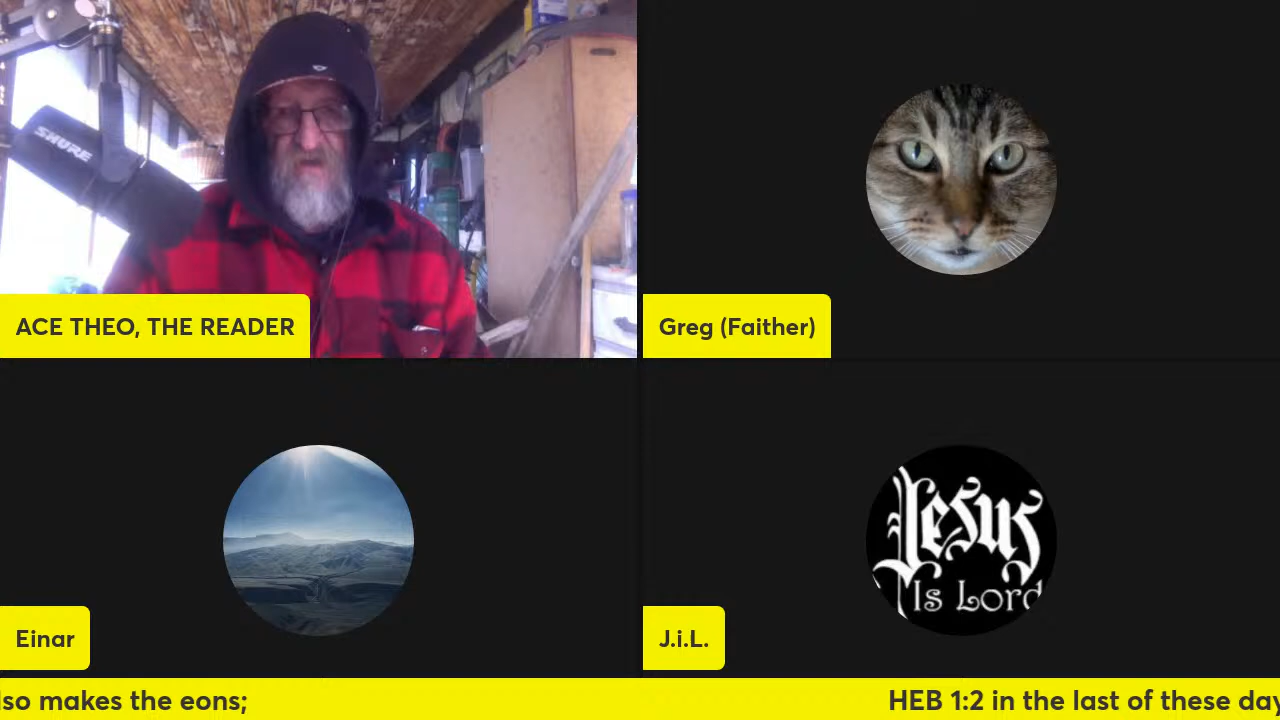 SHURE
ACE THEO, THE READER
Greg (Faither)
Jesus
Is Lord
Einar
J.i.L.
lso makes the eons;
HEB 1:2 in the last of these day